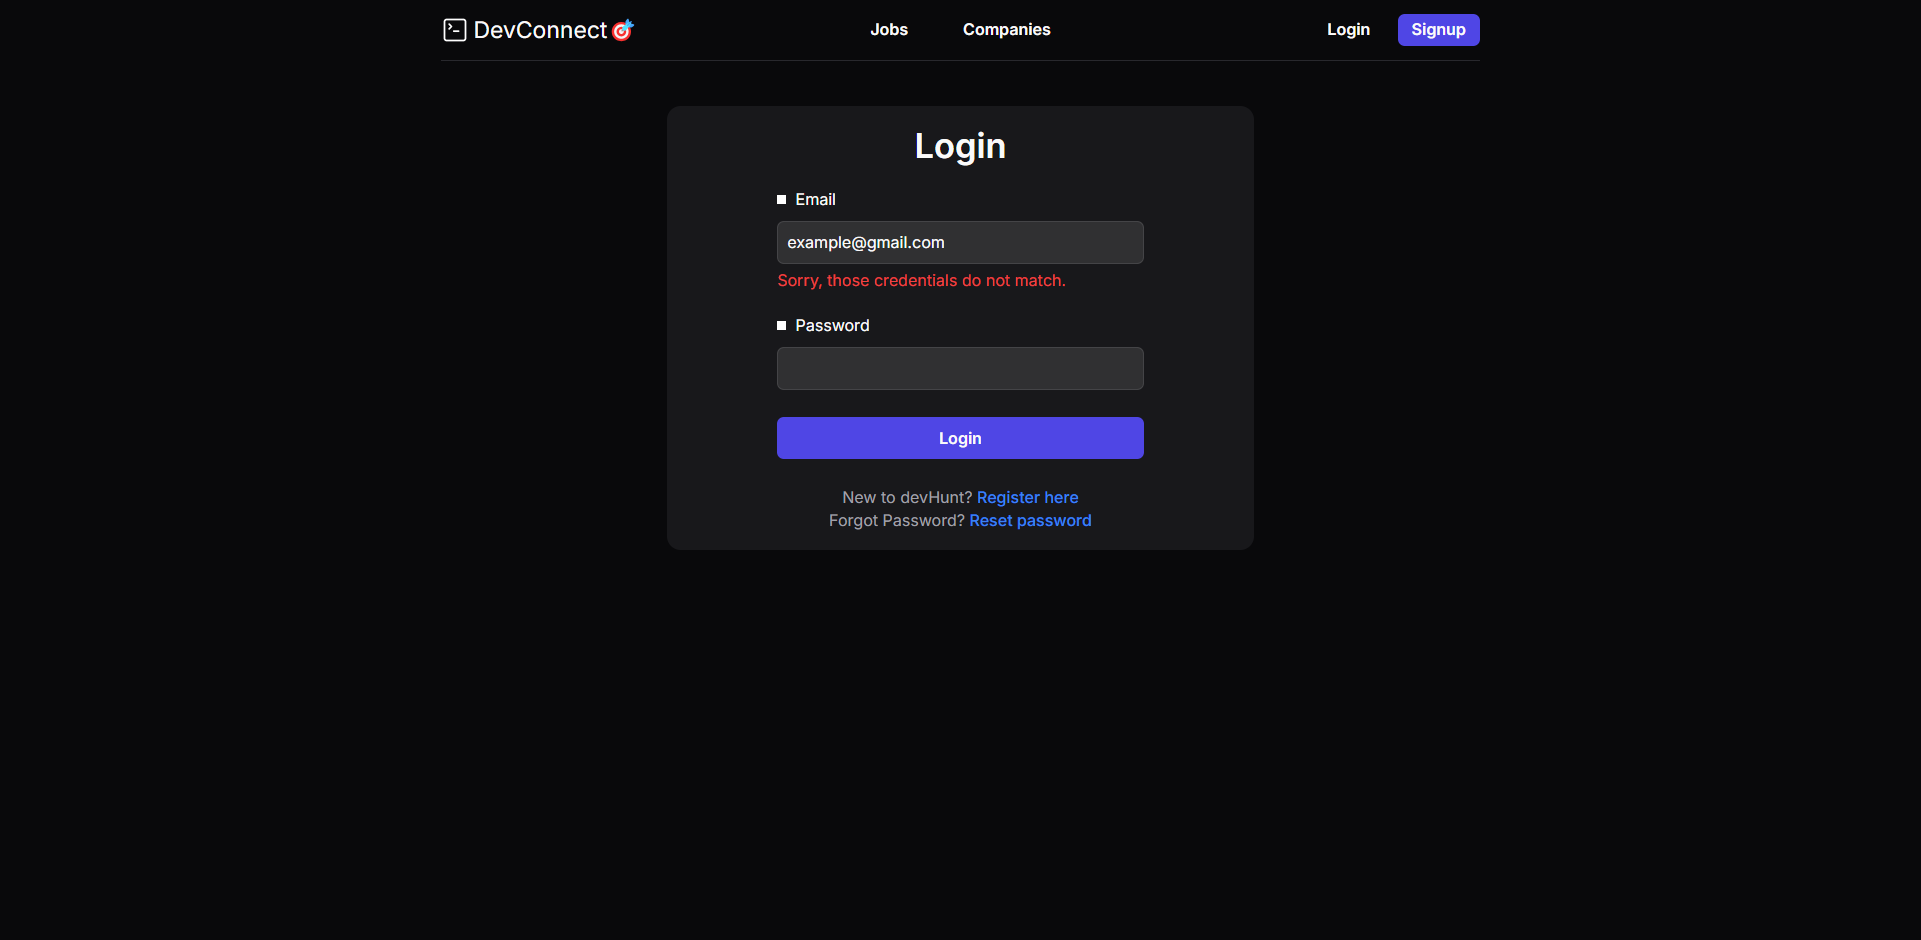 DevConnect🎯 Jobs Companies Login Signup
Login
Email
example@gmail.com
Sorry, those credentials do not match.
Password
Login
New to devHunt? Register here
Forgot Password? Reset password